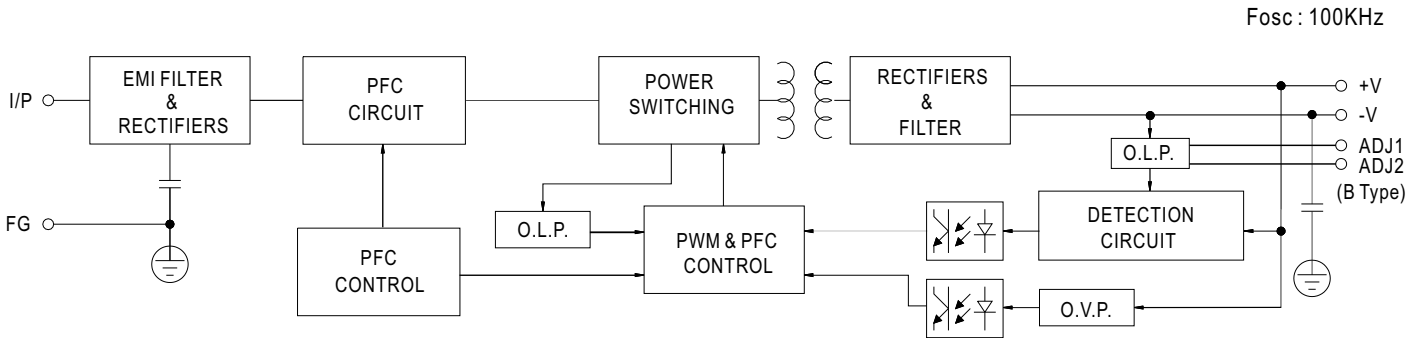 Fosc : 100KHz
I/P
EMI FILTER
&
RECTIFIERS
PFC
CIRCUIT
POWER
SWITCHING
RECTIFIERS
&
FILTER
+V
-V
ADJ1
ADJ2
(B Type)
O.L.P.
FG
O.L.P.
PFC
CONTROL
PWM & PFC
CONTROL
DETECTION
CIRCUIT
O.V.P.